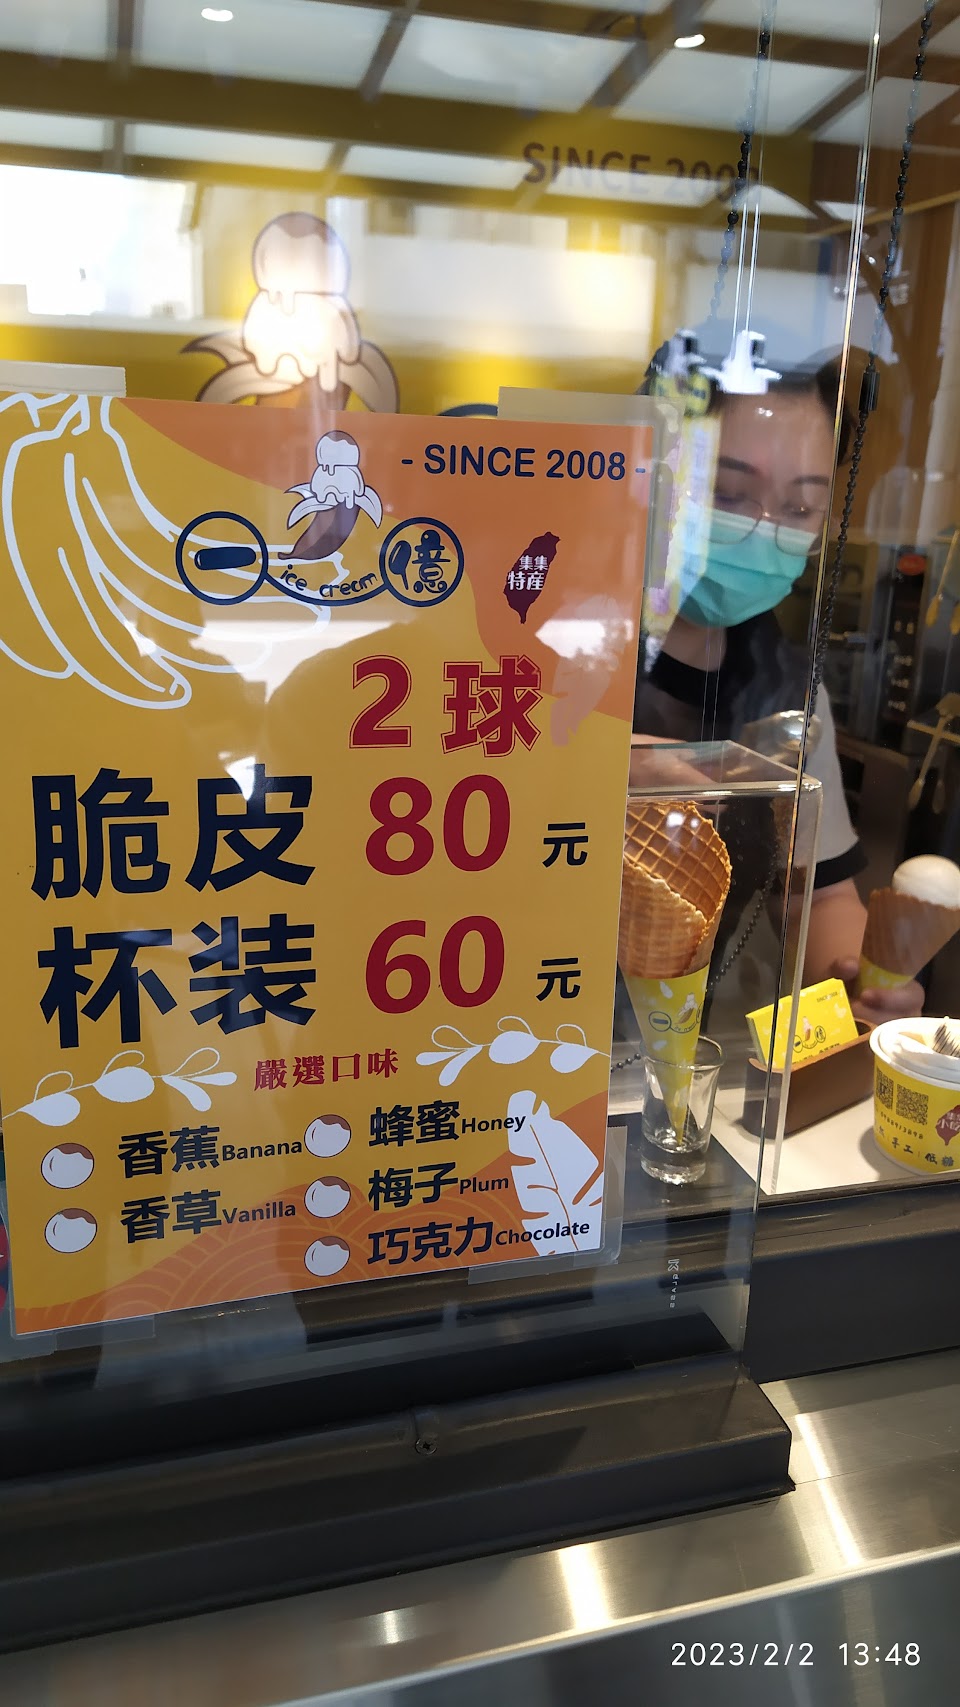 SINCE 2008
- SINCE 2008 -
一 ice cream 億
集集
特産
2 球
脆皮 80 元
杯装 60 元
嚴選口味
香蕉Banana
香草Vanilla
蜂蜜Honey
梅子Plum
巧克力Chocolate
2023/2/2 13:48